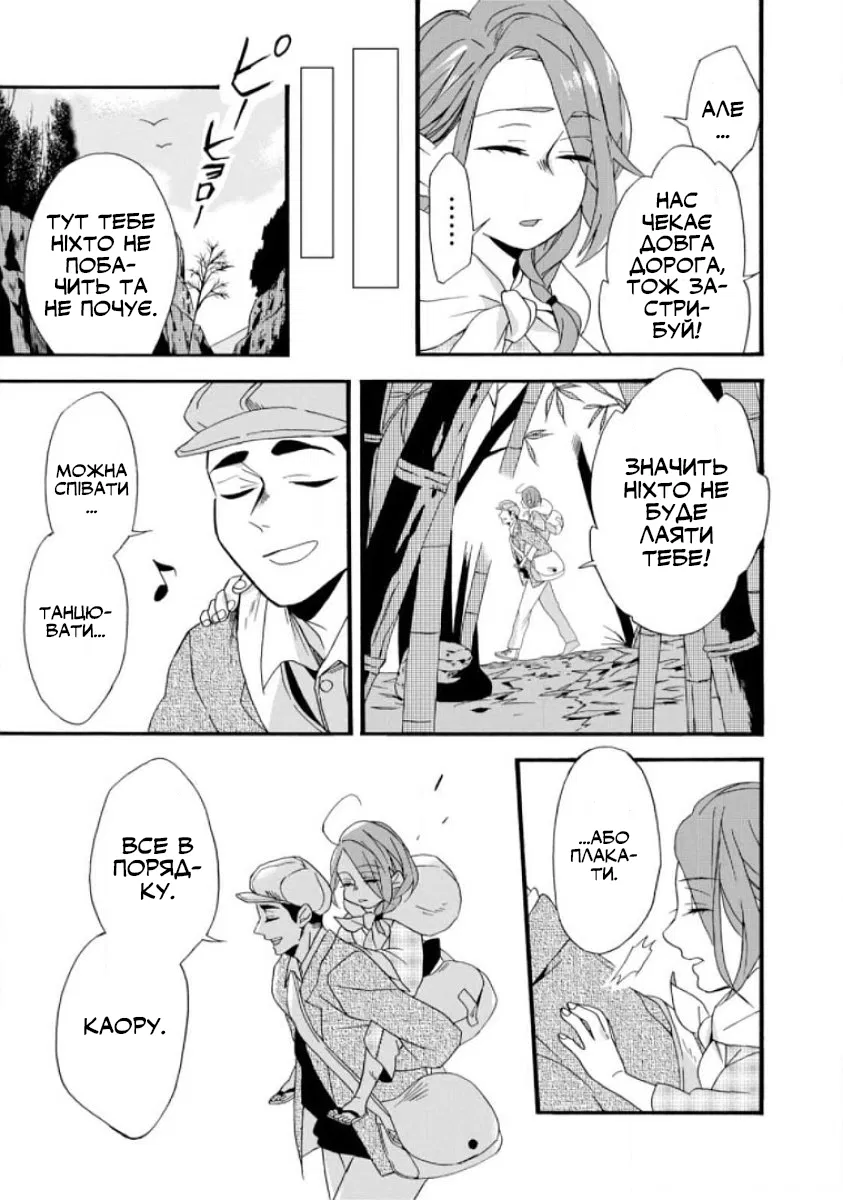 АЛЕ
...
НАС
ЧЕКАЄ
ДОВГА
ДОРОГА,
ТОЖ ЗА-
СТРИ-
БУЙ!
......
ピーピョロー
ТУТ ТЕБЕ
НІХТО НЕ
ПОБА-
ЧИТЬ ТА
НЕ ПОЧУЄ.
ЗНАЧИТЬ
НІХТО НЕ
БУДЕ
ЛАЯТИ
ТЕБЕ!
МОЖНА
СПІВАТИ
...
ТАНЦЮ-
ВАТИ...
...АБО
ПЛАКА-
ТИ.
ВСЕ В
ПОРЯД-
КУ.
КАОРУ.